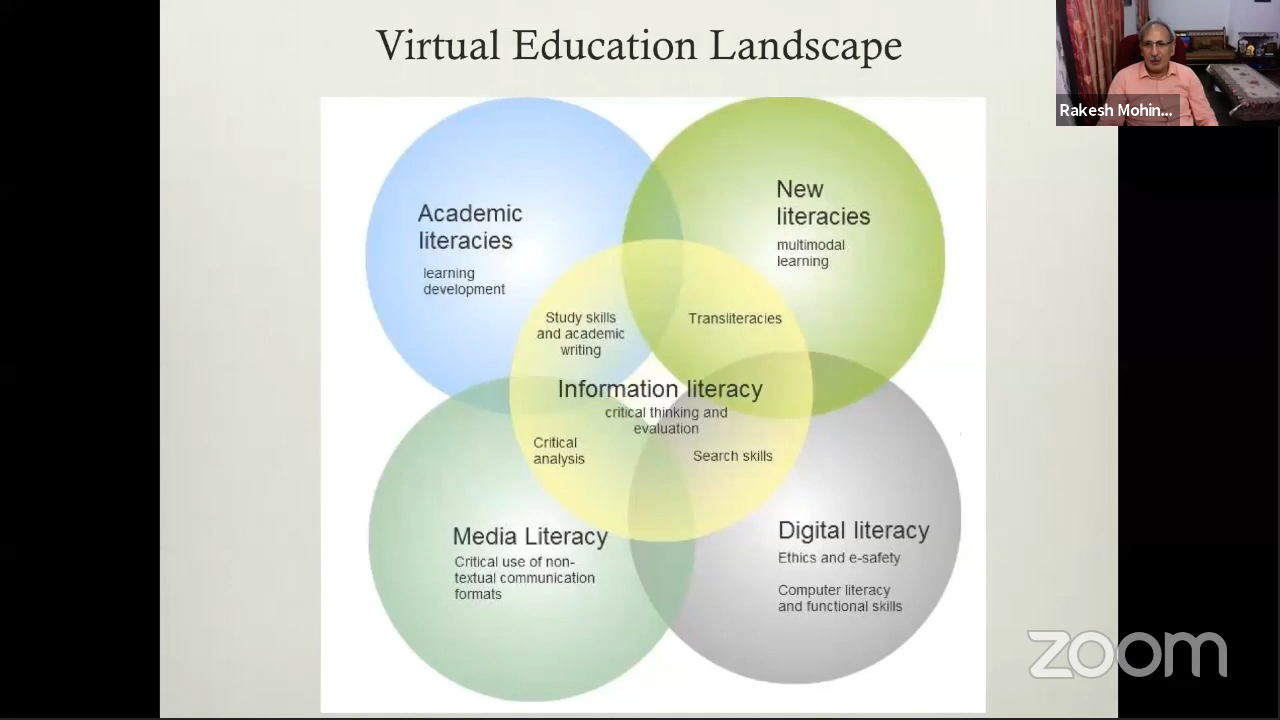 Virtual Education Landscape
Rakesh Mohin...
Academic
literacies
learning
development
New
literacies
multimodal
learning
Study skills
and academic
writing
Transliteracies
Information literacy
critical thinking and
evaluation
Critical
analysis
Search skills
Media Literacy
Critical use of non-
textual communication
formats
Digital literacy
Ethics and e-safety
Computer literacy
and functional skills
zoom